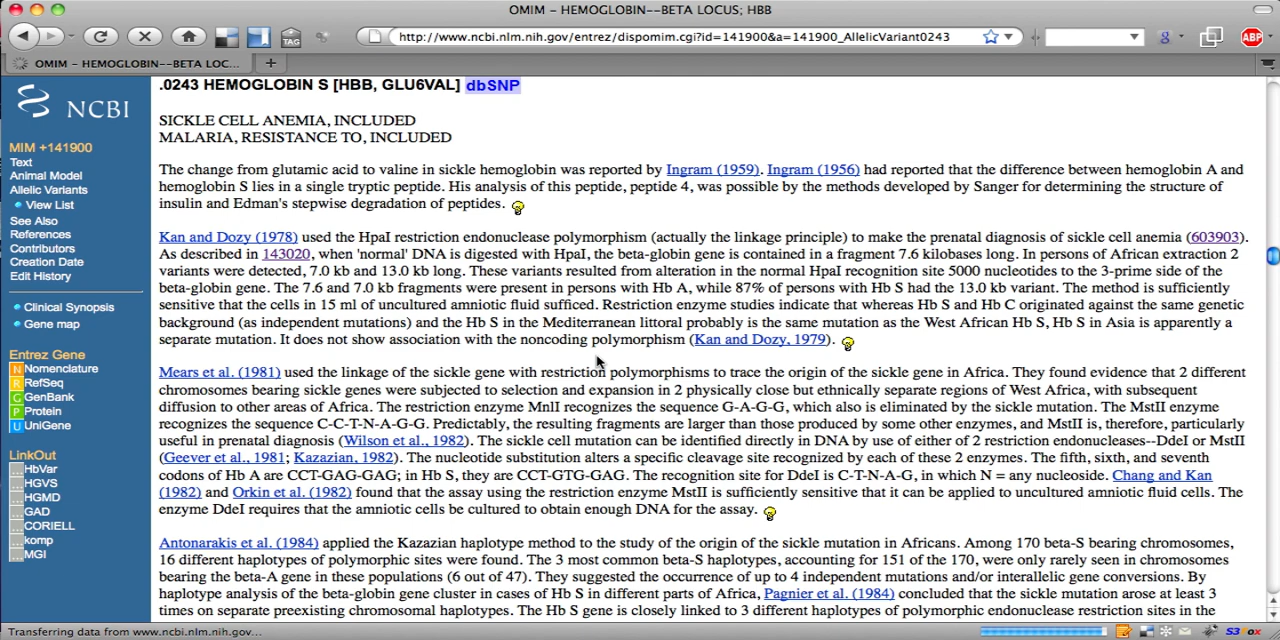 OMIM - HEMOGLOBIN--BETA LOCUS; HBB
TAG
http://www.ncbi.nlm.nih.gov/entrez/dispomim.cgi?id=141900&a=141900_AllelicVariant0243
g
ABP
OMIM - HEMOGLOBIN--BETA LOC...
+
NCBI
MIM +141900
Text
Animal Model
Allelic Variants
View List
See Also
References
Contributors
Creation Date
Edit History
Clinical Synopsis
Gene map
Entrez Gene
N Nomenclature
R RefSeq
G GenBank
P Protein
U UniGene
LinkOut
... HbVar
... HGVS
... HGMD
... GAD
... CORIELL
... komp
... MGI
.0243 HEMOGLOBIN S [HBB, GLU6VAL] dbSNP
SICKLE CELL ANEMIA, INCLUDED
MALARIA, RESISTANCE TO, INCLUDED
The change from glutamic acid to valine in sickle hemoglobin was reported by Ingram (1959). Ingram (1956) had reported that the difference between hemoglobin A and
hemoglobin S lies in a single tryptic peptide. His analysis of this peptide, peptide 4, was possible by the methods developed by Sanger for determining the structure of
insulin and Edman's stepwise degradation of peptides.
Kan and Dozy (1978) used the HpaI restriction endonuclease polymorphism (actually the linkage principle) to make the prenatal diagnosis of sickle cell anemia (603903).
As described in 143020, when 'normal' DNA is digested with HpaI, the beta-globin gene is contained in a fragment 7.6 kilobases long. In persons of African extraction 2
variants were detected, 7.0 kb and 13.0 kb long. These variants resulted from alteration in the normal HpaI recognition site 5000 nucleotides to the 3-prime side of the
beta-globin gene. The 7.6 and 7.0 kb fragments were present in persons with Hb A, while 87% of persons with Hb S had the 13.0 kb variant. The method is sufficiently
sensitive that the cells in 15 ml of uncultured amniotic fluid sufficed. Restriction enzyme studies indicate that whereas Hb S and Hb C originated against the same genetic
background (as independent mutations) and the Hb S in the Mediterranean littoral probably is the same mutation as the West African Hb S, Hb S in Asia is apparently a
separate mutation. It does not show association with the noncoding polymorphism (Kan and Dozy, 1979).
Mears et al. (1981) used the linkage of the sickle gene with restriction polymorphisms to trace the origin of the sickle gene in Africa. They found evidence that 2 different
chromosomes bearing sickle genes were subjected to selection and expansion in 2 physically close but ethnically separate regions of West Africa, with subsequent
diffusion to other areas of Africa. The restriction enzyme MnlI recognizes the sequence G-A-G-G, which also is eliminated by the sickle mutation. The MstII enzyme
recognizes the sequence C-C-T-N-A-G-G. Predictably, the resulting fragments are larger than those produced by some other enzymes, and MstII is, therefore, particularly
useful in prenatal diagnosis (Wilson et al., 1982). The sickle cell mutation can be identified directly in DNA by use of either of 2 restriction endonucleases--DdeI or MstII
(Geever et al., 1981; Kazazian, 1982). The nucleotide substitution alters a specific cleavage site recognized by each of these 2 enzymes. The fifth, sixth, and seventh
codons of Hb A are CCT-GAG-GAG; in Hb S, they are CCT-GTG-GAG. The recognition site for DdeI is C-T-N-A-G, in which N = any nucleoside. Chang and Kan
(1982) and Orkin et al. (1982) found that the assay using the restriction enzyme MstII is sufficiently sensitive that it can be applied to uncultured amniotic fluid cells. The
enzyme DdeI requires that the amniotic cells be cultured to obtain enough DNA for the assay.
Antonarakis et al. (1984) applied the Kazazian haplotype method to the study of the origin of the sickle mutation in Africans. Among 170 beta-S bearing chromosomes,
16 different haplotypes of polymorphic sites were found. The 3 most common beta-S haplotypes, accounting for 151 of the 170, were only rarely seen in chromosomes
bearing the beta-A gene in these populations (6 out of 47). They suggested the occurrence of up to 4 independent mutations and/or interallelic gene conversions. By
haplotype analysis of the beta-globin gene cluster in cases of Hb S in different parts of Africa, Pagnier et al. (1984) concluded that the sickle mutation arose at least 3
times on separate preexisting chromosomal haplotypes. The Hb S gene is closely linked to 3 different haplotypes of polymorphic endonuclease restriction sites in the
Transferring data from www.ncbi.nlm.nih.gov...
S3Fox